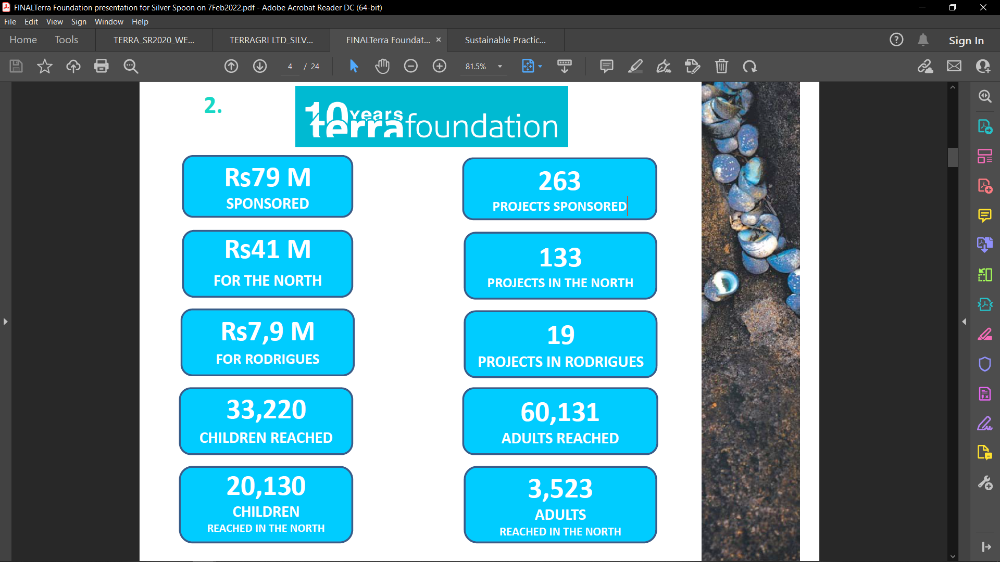 FINALTerra Foundation presentation for Silver Spoon on 7Feb2022.pdf - Adobe Acrobat Reader DC (64-bit)
File Edit View Sign Window Help
Home Tools TERRA_SR2020_WE... TERRAGRI LTD_SILV... FINALTerra Foundat... × Sustainable Practic... Sign In
4 / 24 81.5%
2.
10 Years
terrafoundation
Rs79 M
SPONSORED
263
PROJECTS SPONSORED
Rs41 M
FOR THE NORTH
133
PROJECTS IN THE NORTH
Rs7,9 M
FOR RODRIGUES
19
PROJECTS IN RODRIGUES
33,220
CHILDREN REACHED
60,131
ADULTS REACHED
20,130
CHILDREN
REACHED IN THE NORTH
3,523
ADULTS
REACHED IN THE NORTH